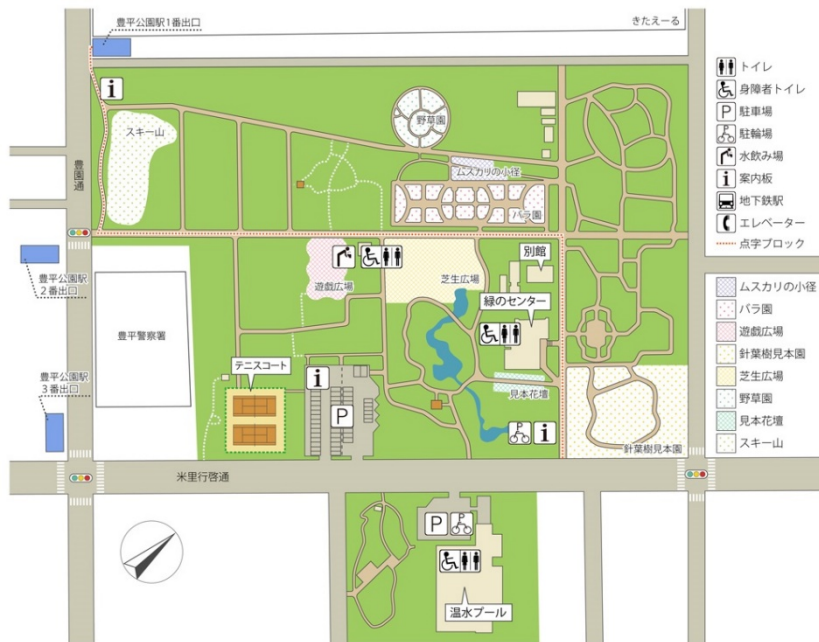 豊平公園駅1番出口
きたえーる
i
スキー山
野草園
ムスカリの小径
バラ園
豊園通
豊平公園駅
2番出口
遊戯広場
芝生広場
別館
緑のセンター
豊平警察署
豊平公園駅
3番出口
テニスコート
i
P
見本花壇
i
針葉樹見本園
米里行啓通
P
温水プール
トイレ
身障者トイレ
P 駐車場
駐輪場
水飲み場
i 案内板
地下鉄駅
エレベーター
点字ブロック
ムスカリの小径
バラ園
遊戯広場
針葉樹見本園
芝生広場
野草園
見本花壇
スキー山